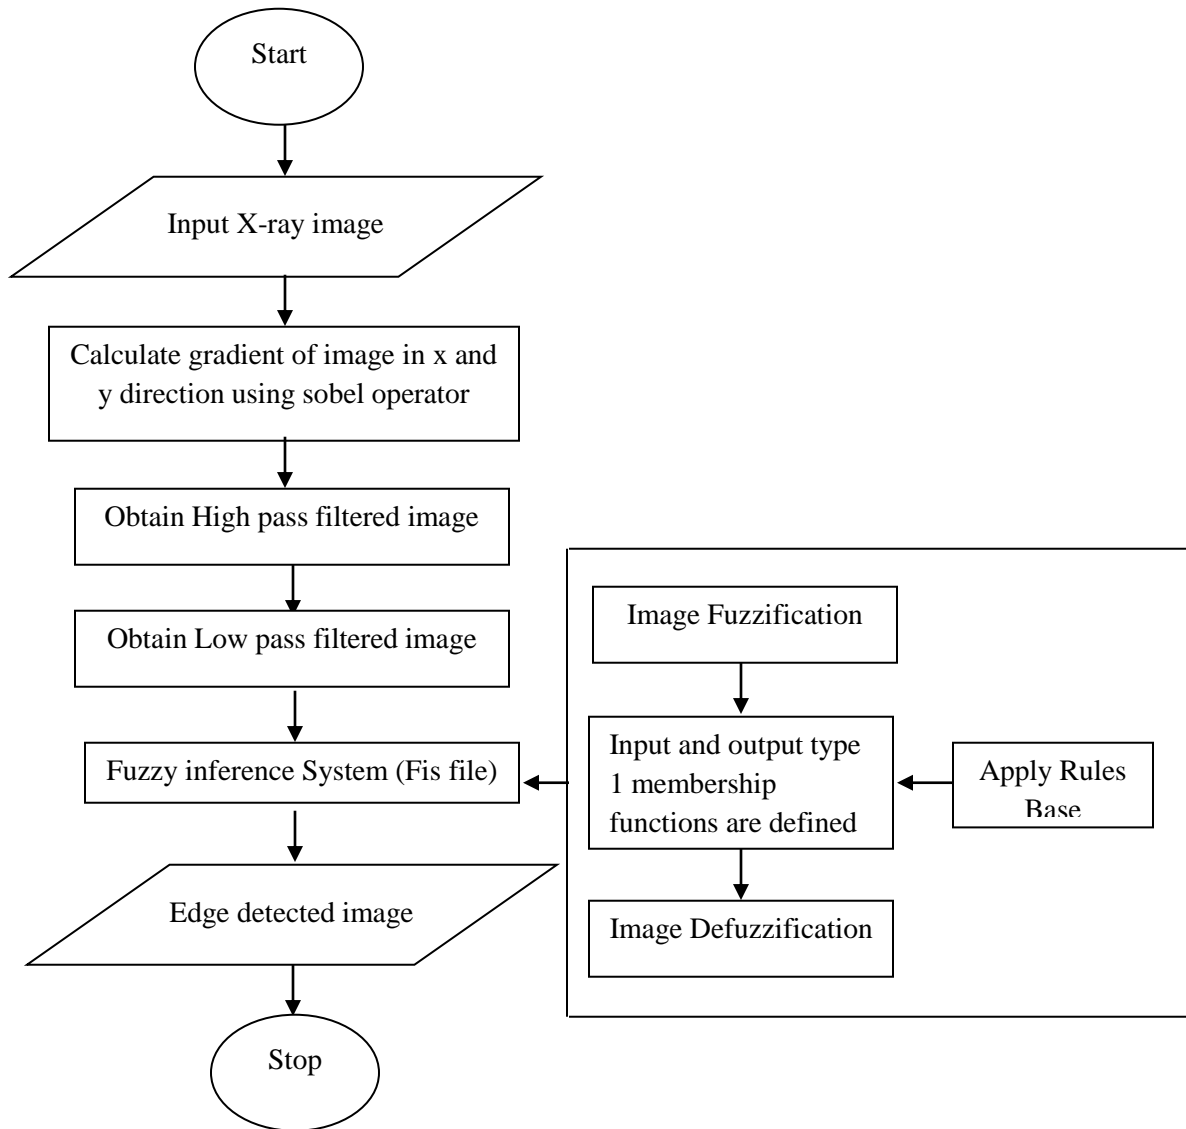 Start
Input X-ray image
Calculate gradient of image in x and
y direction using sobel operator
Obtain High pass filtered image
Obtain Low pass filtered image
Fuzzy inference System (Fis file)
Edge detected image
Stop
Image Fuzzification
Input and output type
1 membership
functions are defined
Apply Rules
Base
Image Defuzzification